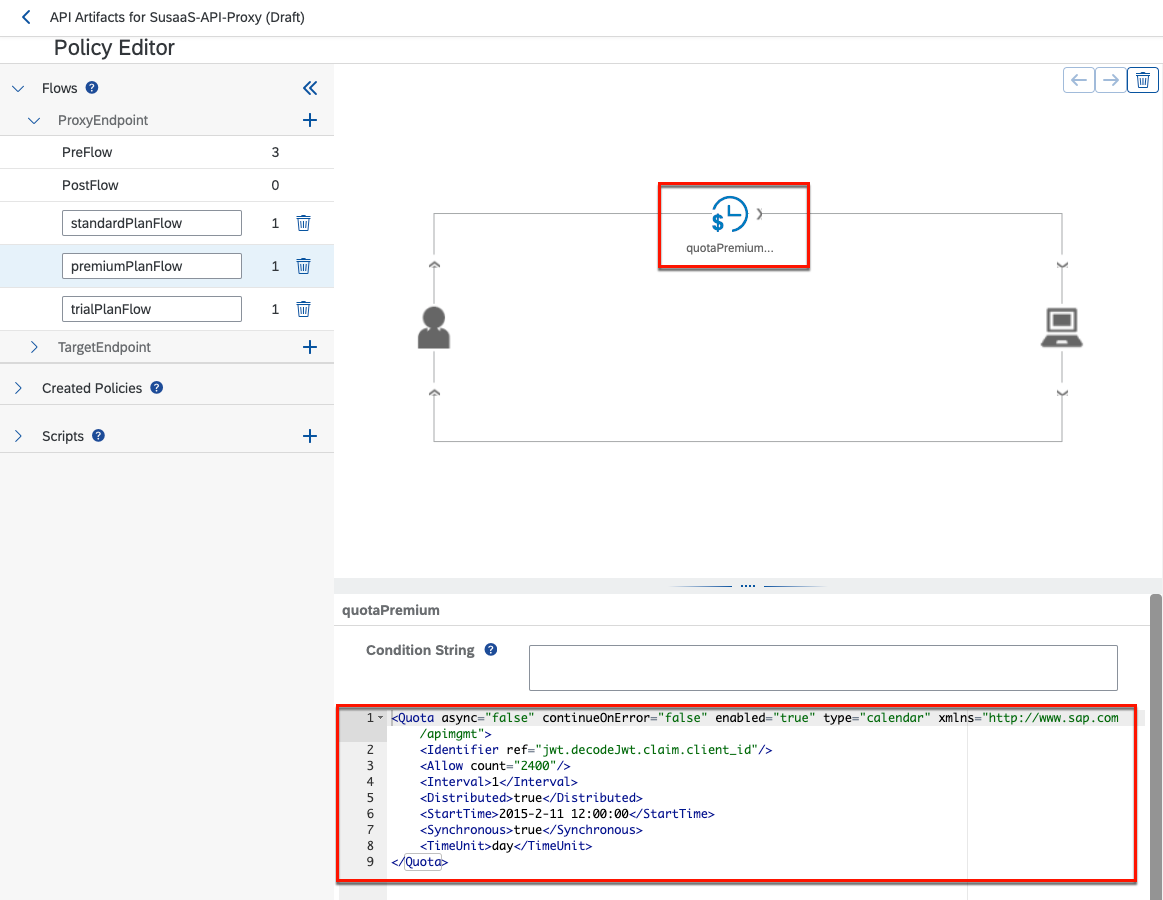 API Artifacts for SusaaS-API-Proxy (Draft)
Policy Editor
Flows
ProxyEndpoint
PreFlow 3
PostFlow 0
standardPlanFlow 1
premiumPlanFlow 1
trialPlanFlow 1
TargetEndpoint
Created Policies
Scripts
quotaPremium...
quotaPremium
Condition String
1 <Quota async="false" continueOnError="false" enabled="true" type="calendar" xmlns="http://www.sap.com
/apimgmt">
2 <Identifier ref="jwt.decodeJwt.claim.client_id"/>
3 <Allow count="2400"/>
4 <Interval>1</Interval>
5 <Distributed>true</Distributed>
6 <StartTime>2015-2-11 12:00:00</StartTime>
7 <Synchronous>true</Synchronous>
8 <TimeUnit>day</TimeUnit>
9 </Quota>